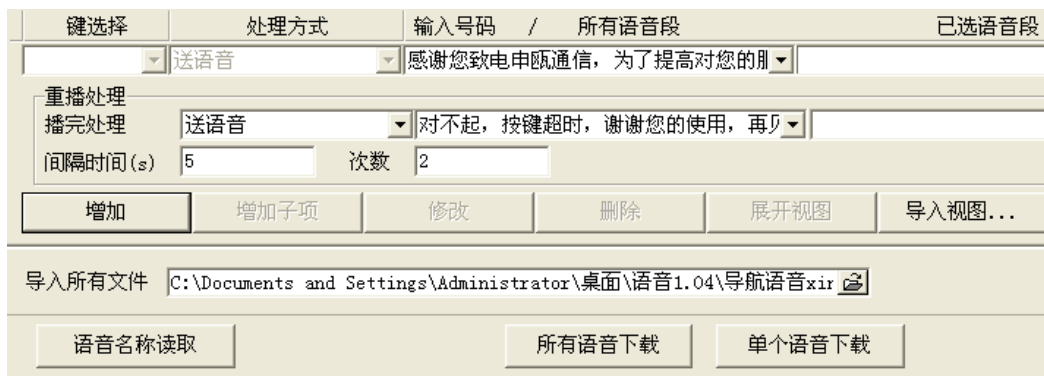 键选择 处理方式 输入号码 / 所有语音段 已选语音段
送语音 感谢您致电申瓯通信，为了提高对您的
重播处理
播完处理 送语音 对不起，按键超时，谢谢您的使用，再
间隔时间(s) 5 次数 2
增加 增加子项 修改 删除 展开视图 导入视图...
导入所有文件 C:\Documents and Settings\Administrator\桌面\语音1.04\导航语音xin
语音名称读取 所有语音下载 单个语音下载